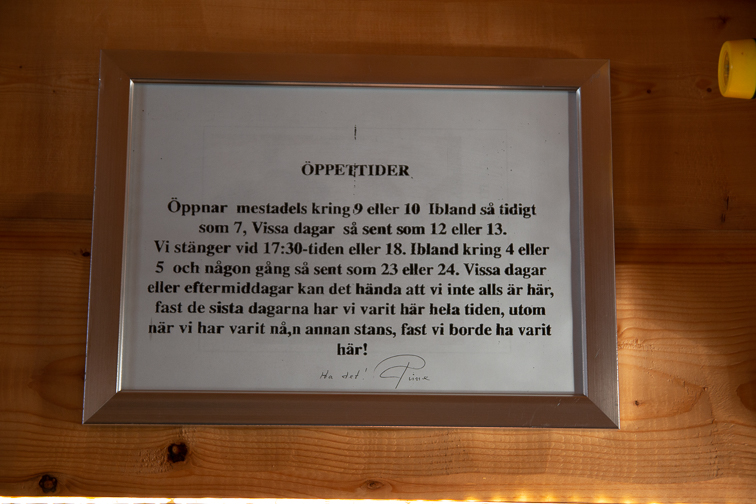 ÖPPETTIDER
Öppnar mestadels kring 9 eller 10 Ibland så tidigt
som 7, Vissa dagar så sent som 12 eller 13.
Vi stänger vid 17:30-tiden eller 18. Ibland kring 4 eller
5 och någon gång så sent som 23 eller 24. Vissa dagar
eller eftermiddagar kan det hända att vi inte alls är här,
fast de sista dagarna har vi varit här hela tiden, utom
när vi har varit nå,n annan stans, fast vi borde ha varit
här!
Ha det!